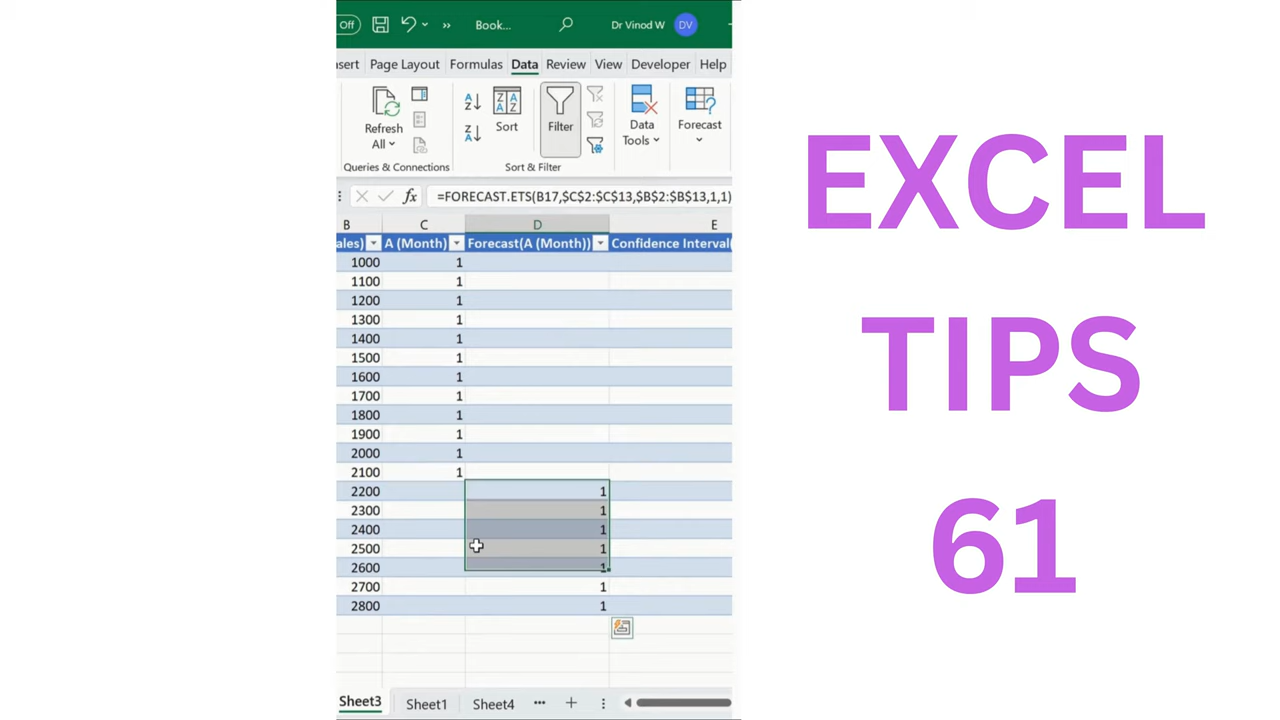 Off Book... Dr Vinod W DV
sert Page Layout Formulas Data Review View Developer Help
Refresh All
Sort
Filter
Data Tools
Forecast
Queries & Connections
Sort & Filter
fx =FORECAST.ETS(B17,$C$2:$C$13,$B$2:$B$13,1,1)
B C D E
ales) A (Month) Forecast(A (Month)) Confidence Interval(
1000 1
1100 1
1200 1
1300 1
1400 1
1500 1
1600 1
1700 1
1800 1
1900 1
2000 1
2100 1
2200 1
2300 1
2400 1
2500 1
2600 1
2700 1
2800 1
Sheet3 Sheet1 Sheet4 ...
EXCEL
TIPS
61